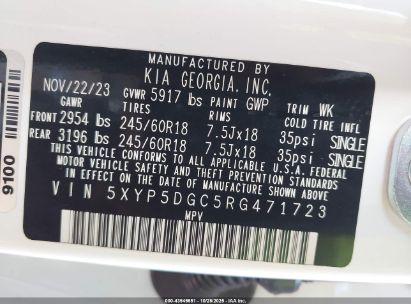 MFD BY
KIA GEORGIA. INC.
NOV/22/23 GVWR 5917 lbs PAINT GWP TRIM WK
GAWR TIRES RIMS COLD TIRE INFL
FRONT 2954 lbs 245/60R18 7.5Jx18 35psi SINGLE
REAR 3196 lbs 245/60R18 7.5Jx18 35psi SINGLE
THIS VEHICLE CONFORMS TO ALL APPLICABLE
FEDERAL MOTOR VEHICLE SAFETY, BUMPER,
AND THEFT PREVENTION STANDARDS IN EFFECT
ON THE DATE OF MANUFACTURE SHOWN ABOVE.
VIN 5XYP5DGC5RG471723
MPV
9100